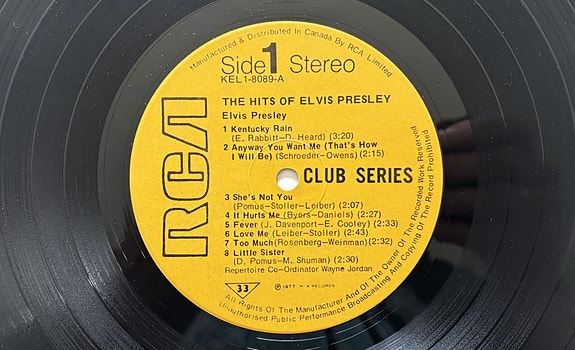 Manufactured & Distributed In Canada By RCA Limited
Side 1 Stereo
KEL1-8089-A
THE HITS OF ELVIS PRESLEY
Elvis Presley
1 Kentucky Rain
(E. Rabbitt-D. Heard) (3:20)
2 Anyway You Want Me (That's How
I Will Be) (Schroeder-Owens) (2:15)
RCA
CLUB SERIES
3 She's Not You
(Pomus-Stoller-Leiber) (2:07)
4 It Hurts Me (Byers-Daniels) (2:27)
5 Fever (J. Davenport-E. Cooley) (2:33)
6 Love Me (Leiber-Stoller) (2:43)
7 Too Much (Rosenberg-Weinman) (2:32)
8 Little Sister
(D. Pomus-M. Shuman) (2:30)
Repertoire Co-Ordinator Wayne Jordan
33
Ⓟ 1977 RECORDS
All Rights Of The Manufacturer And Of The Owner Of The Recorded Work Reserved
Unauthorised Public Performance Broadcasting And Copying Of The Record Prohibited